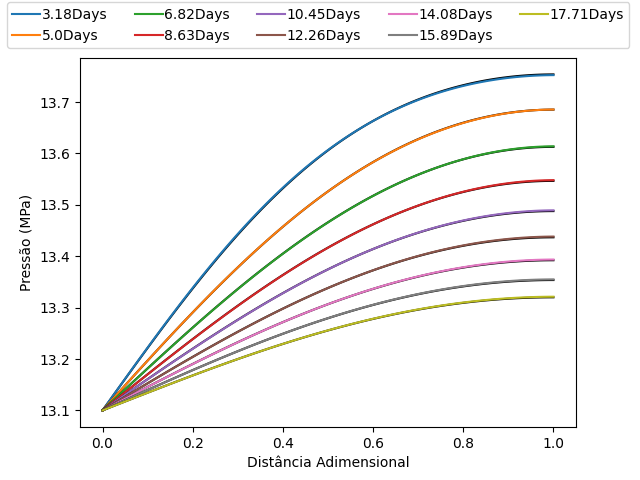 3.18Days 6.82Days 10.45Days 14.08Days 17.71Days
5.0Days 8.63Days 12.26Days 15.89Days
13.7
13.6
13.5
13.4
13.3
13.2
13.1
Pressão (MPa)
0.0 0.2 0.4 0.6 0.8 1.0
Distância Adimensional